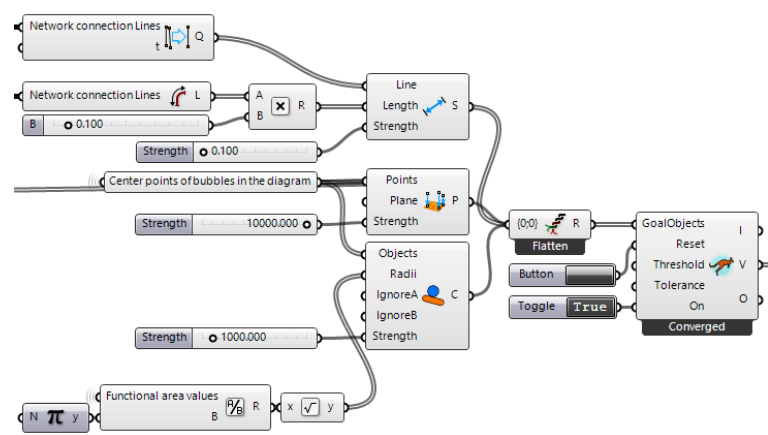 Network connection Lines
t
Q
Network connection Lines
L
A
B
R
B
0.100
Line
Length
Strength
S
Strength
0.100
Center points of bubbles in the diagram
Points
Plane
Strength
P
Strength
10000.000
Objects
Radii
IgnoreA
IgnoreB
Strength
C
Strength
1000.000
{0;0}
R
Flatten
GoalObjects
Reset
Threshold
Tolerance
On
I
V
O
Converged
Button
Toggle
True
N
π
y
Functional area values
B
A/B
R
x
√
y